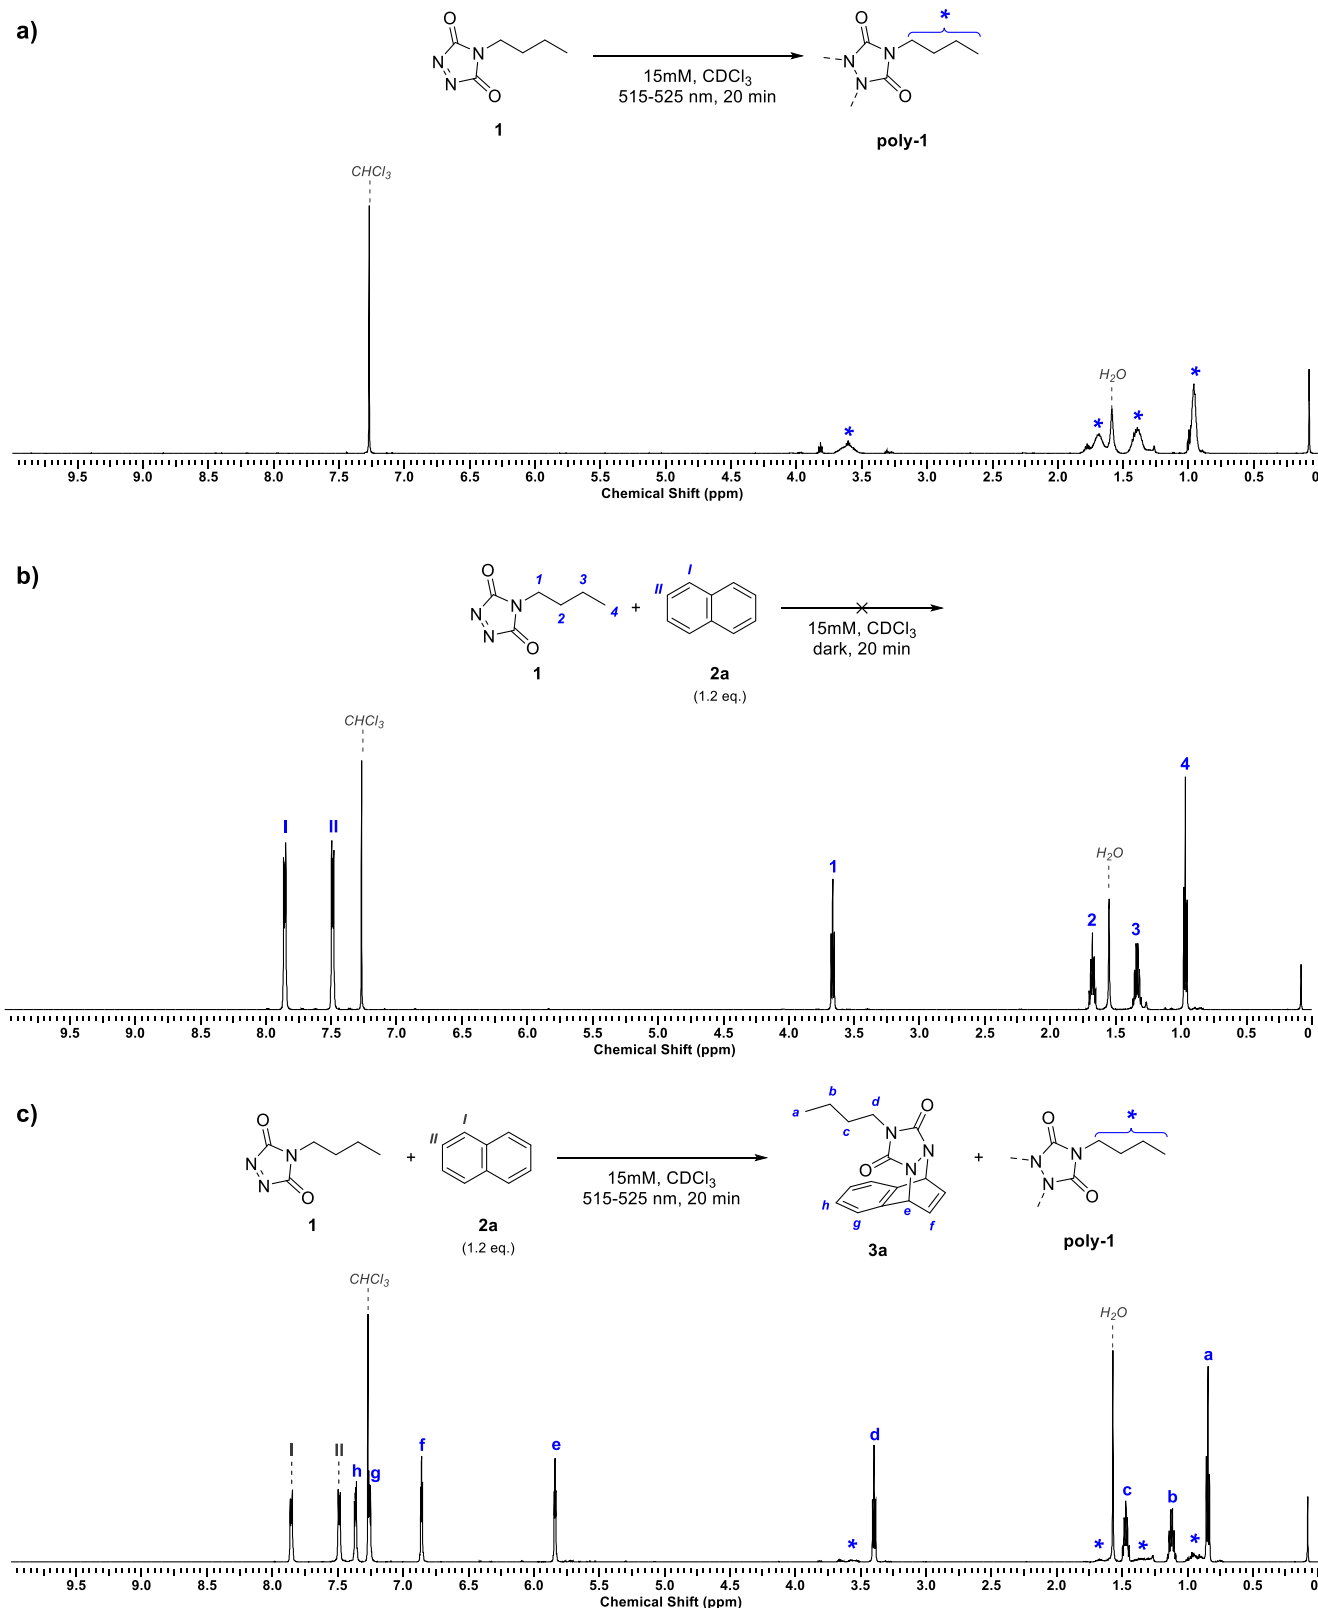 a)
O
N
N
N
O
1
15mM, CDCl₃
515-525 nm, 20 min
*
O
N
N
N
O
poly-1
CHCl₃
*
*
H₂O
*
*
9.5 9.0 8.5 8.0 7.5 7.0 6.5 6.0 5.5 5.0 4.5 4.0 3.5 3.0 2.5 2.0 1.5 1.0 0.5 0
Chemical Shift (ppm)
b)
O
N
N
N
O
1
2
3
4
1
+
I
II
2a
(1.2 eq.)
15mM, CDCl₃
dark, 20 min
I
II
CHCl₃
1
2
H₂O
3
4
9.5 9.0 8.5 8.0 7.5 7.0 6.5 6.0 5.5 5.0 4.5 4.0 3.5 3.0 2.5 2.0 1.5 1.0 0.5 0
Chemical Shift (ppm)
c)
O
N
N
N
O
1
+
I
II
2a
(1.2 eq.)
15mM, CDCl₃
515-525 nm, 20 min
a
b
c
d
O
N
O
N
N
h
g
e
f
3a
+
*
O
N
N
N
O
poly-1
I
II
h
CHCl₃
g
f
e
*
d
*
H₂O
c
*
b
*
a
9.5 9.0 8.5 8.0 7.5 7.0 6.5 6.0 5.5 5.0 4.5 4.0 3.5 3.0 2.5 2.0 1.5 1.0 0.5 0
Chemical Shift (ppm)